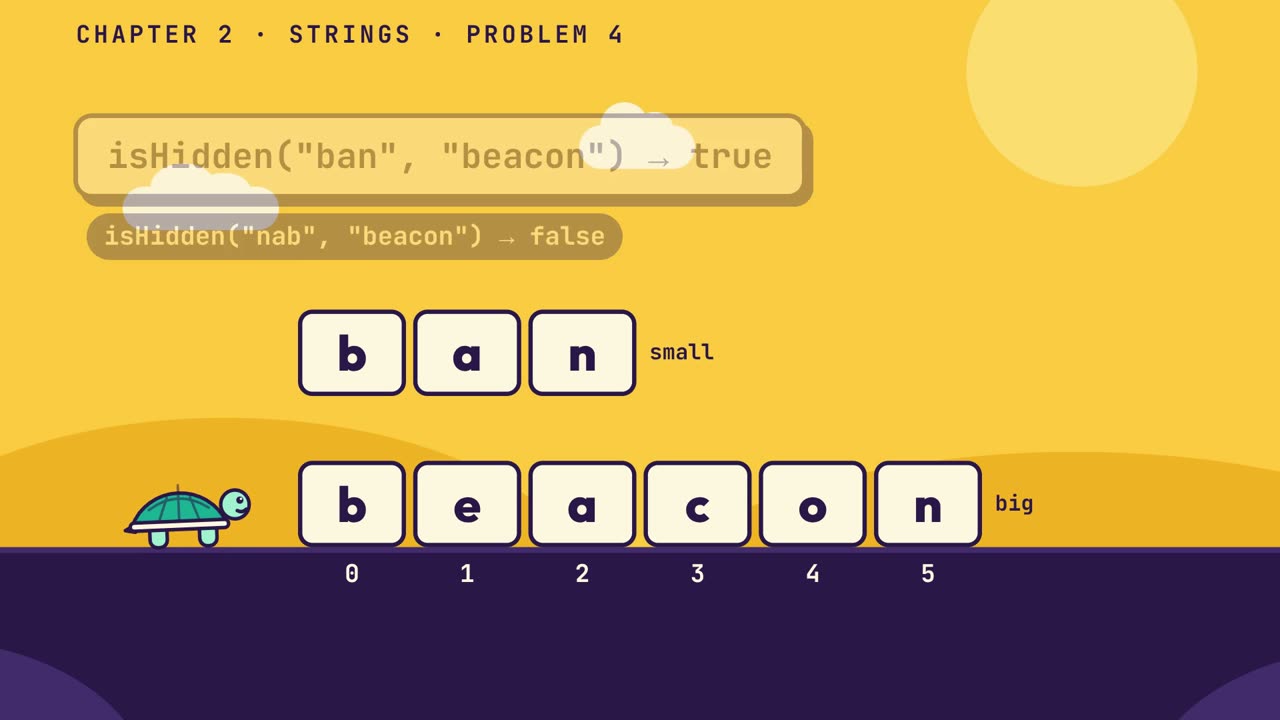 CHAPTER 2 · STRINGS · PROBLEM 4
isHidden("ban", "beacon") → true
isHidden("nab", "beacon") → false
b a n small
b e a c o n big
0 1 2 3 4 5